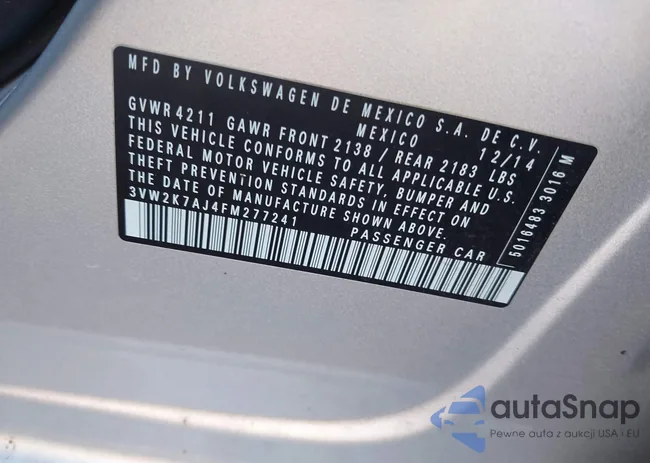 MFD BY VOLKSWAGEN DE MEXICO S.A. DE C.V.
MEXICO 12/14
GVWR 4211 GAWR FRONT 2138 / REAR 2183 LBS
THIS VEHICLE CONFORMS TO ALL APPLICABLE U.S.
FEDERAL MOTOR VEHICLE SAFETY, BUMPER AND
THEFT PREVENTION STANDARDS IN EFFECT ON
THE DATE OF MANUFACTURE SHOWN ABOVE.
3VW2K7AJ4FM277241
PASSENGER CAR
5016483 3016 M
autaSnap
Pewne auta z aukcji USA i EU